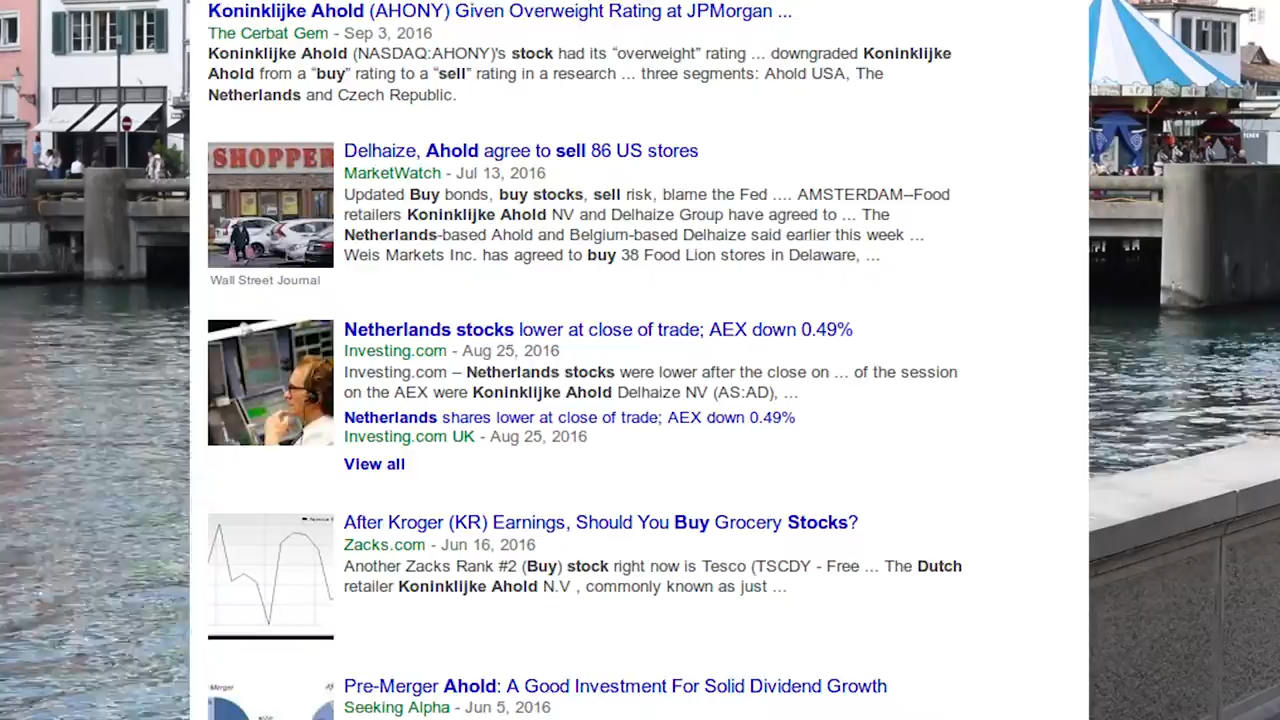 Koninklijke Ahold (AHONY) Given Overweight Rating at JPMorgan ...
The Cerbat Gem - Sep 3, 2016
Koninklijke Ahold (NASDAQ:AHONY)'s stock had its “overweight” rating ... downgraded Koninklijke
Ahold from a “buy” rating to a “sell” rating in a research ... three segments: Ahold USA, The
Netherlands and Czech Republic.
SHOPPER
Delhaize, Ahold agree to sell 86 US stores
MarketWatch - Jul 13, 2016
Updated Buy bonds, buy stocks, sell risk, blame the Fed .... AMSTERDAM–Food
retailers Koninklijke Ahold NV and Delhaize Group have agreed to ... The
Netherlands-based Ahold and Belgium-based Delhaize said earlier this week ...
Weis Markets Inc. has agreed to buy 38 Food Lion stores in Delaware, ...
Wall Street Journal
Netherlands stocks lower at close of trade; AEX down 0.49%
Investing.com - Aug 25, 2016
Investing.com – Netherlands stocks were lower after the close on ... of the session
on the AEX were Koninklijke Ahold Delhaize NV (AS:AD), ...
Netherlands shares lower at close of trade; AEX down 0.49%
Investing.com UK - Aug 25, 2016
View all
After Kroger (KR) Earnings, Should You Buy Grocery Stocks?
Zacks.com - Jun 16, 2016
Another Zacks Rank #2 (Buy) stock right now is Tesco (TSCDY - Free ... The Dutch
retailer Koninklijke Ahold N.V , commonly known as just ...
Pre-Merger Ahold: A Good Investment For Solid Dividend Growth
Seeking Alpha - Jun 5, 2016